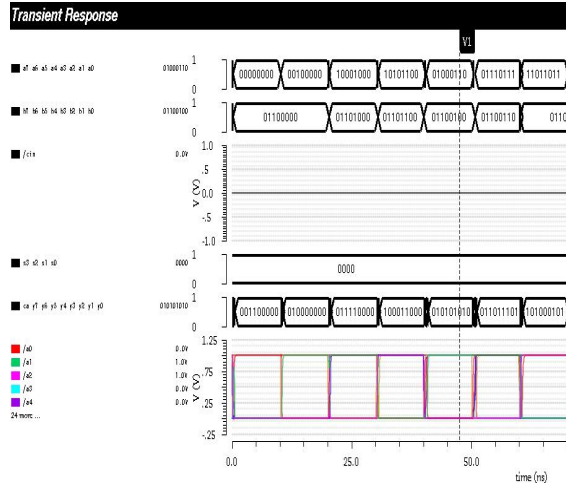 Transient Response
V1
a7 a6 a5 a4 a3 a2 a1 a0 01000110 1 0 00000000 00100000 10001000 10101100 01000110 01110111 11011011
b7 b6 b5 b4 b3 b2 b1 b0 01100100 1 0 01100000 01101000 01101100 01100100 01100110 0110
/cin 0.0V V (V) 1.0 .5 0.0 -.5 -1.0
s3 s2 s1 s0 0000 1 0 0000
ca y7 y6 y5 y4 y3 y2 y1 y0 010101010 1 0 001100000 010000000 011110000 100011000 010101010 011011101 101000101
V (V) 1.25 .75 .25 -.25
/a0 0.0V
/a1 1.0V
/a2 1.0V
/a3 0.0V
/a4 0.0V
24 more ...
0.0 25.0 50.0
time (ns)